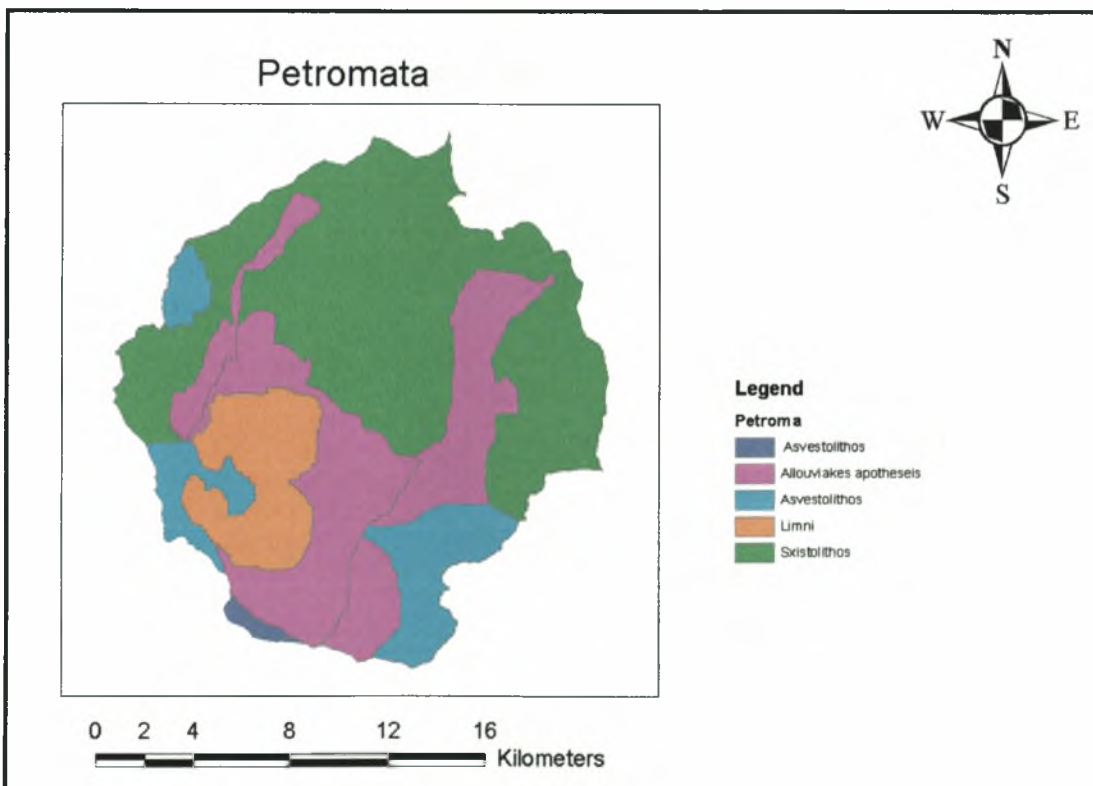 Petromata
N
W E
S
Legend
Petroma
Asvestolithos
Allouviakes apotheseis
Asvestolithos
Limni
Sxistolithos
0 2 4 8 12 16
Kilometers